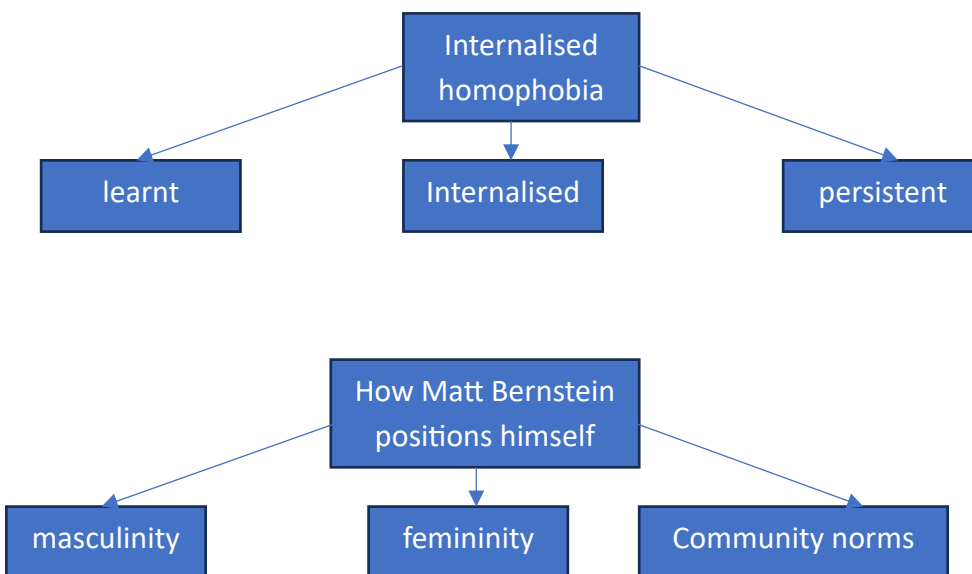 Internalised
homophobia
learnt
Internalised
persistent
How Matt Bernstein
positions himself
masculinity
femininity
Community norms